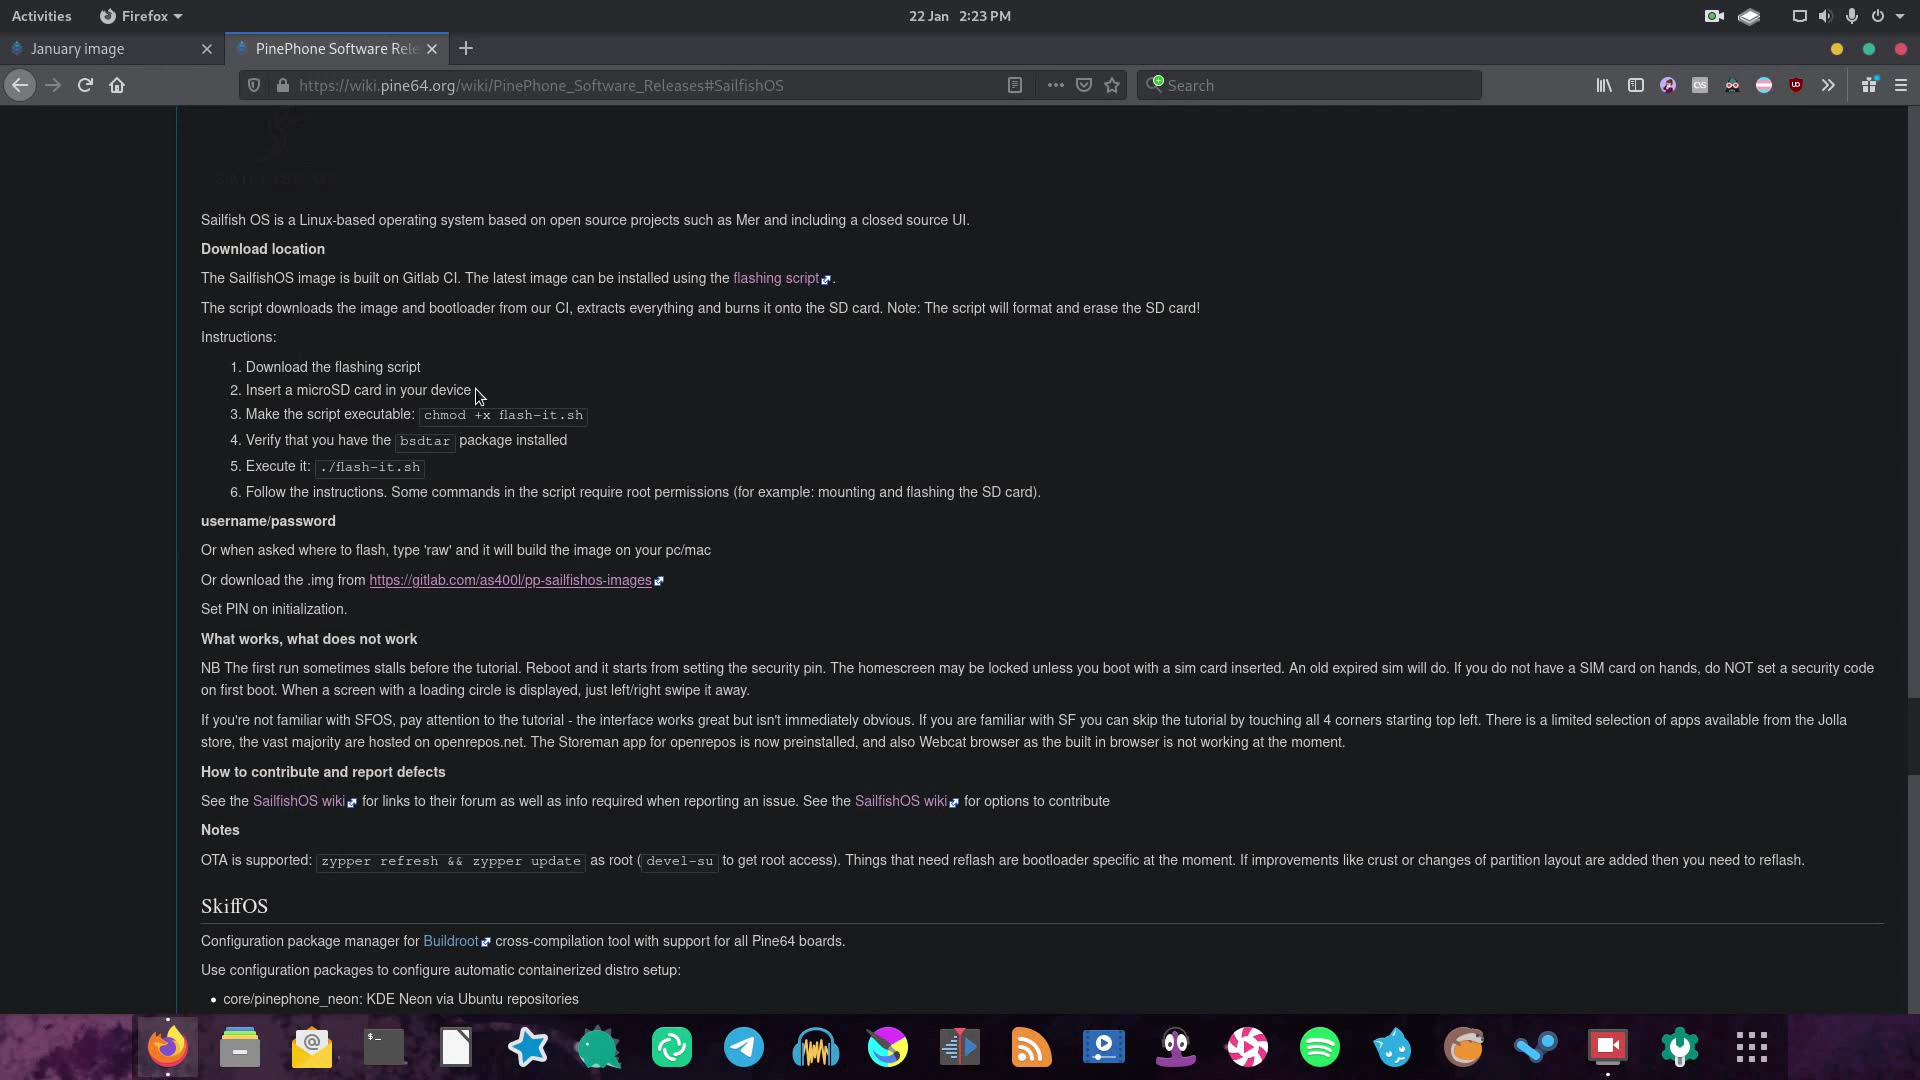 Activities Firefox 22 Jan 2:23 PM
January image PinePhone Software Rele
https://wiki.pine64.org/wiki/PinePhone_Software_Releases#SailfishOS Search
SAILFISH OS
Sailfish OS is a Linux-based operating system based on open source projects such as Mer and including a closed source UI.
Download location
The SailfishOS image is built on Gitlab CI. The latest image can be installed using the flashing script.
The script downloads the image and bootloader from our CI, extracts everything and burns it onto the SD card. Note: The script will format and erase the SD card!
Instructions:
1. Download the flashing script
2. Insert a microSD card in your device
3. Make the script executable: chmod +x flash-it.sh
4. Verify that you have the bsdtar package installed
5. Execute it: ./flash-it.sh
6. Follow the instructions. Some commands in the script require root permissions (for example: mounting and flashing the SD card).
username/password
Or when asked where to flash, type 'raw' and it will build the image on your pc/mac
Or download the .img from https://gitlab.com/as400l/pp-sailfishos-images
Set PIN on initialization.
What works, what does not work
NB The first run sometimes stalls before the tutorial. Reboot and it starts from setting the security pin. The homescreen may be locked unless you boot with a sim card inserted. An old expired sim will do. If you do not have a SIM card on hands, do NOT set a security code
on first boot. When a screen with a loading circle is displayed, just left/right swipe it away.
If you're not familiar with SFOS, pay attention to the tutorial - the interface works great but isn't immediately obvious. If you are familiar with SF you can skip the tutorial by touching all 4 corners starting top left. There is a limited selection of apps available from the Jolla
store, the vast majority are hosted on openrepos.net. The Storeman app for openrepos is now preinstalled, and also Webcat browser as the built in browser is not working at the moment.
How to contribute and report defects
See the SailfishOS wiki for links to their forum as well as info required when reporting an issue. See the SailfishOS wiki for options to contribute
Notes
OTA is supported: zypper refresh && zypper update as root (devel-su to get root access). Things that need reflash are bootloader specific at the moment. If improvements like crust or changes of partition layout are added then you need to reflash.
SkiffOS
Configuration package manager for Buildroot cross-compilation tool with support for all Pine64 boards.
Use configuration packages to configure automatic containerized distro setup:
• core/pinephone_neon: KDE Neon via Ubuntu repositories